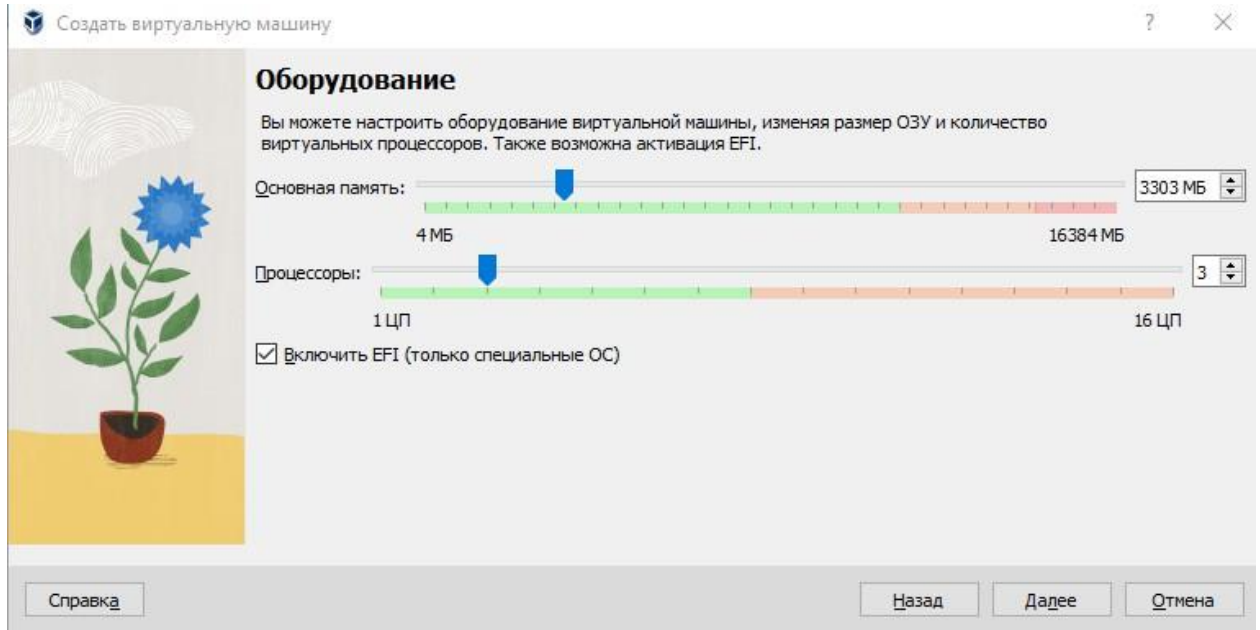 Создать виртуальную машину
?
Оборудование
Вы можете настроить оборудование виртуальной машины, изменяя размер ОЗУ и количество
виртуальных процессоров. Также возможна активация EFI.
Основная память:
3303 МБ
4 МБ
16384 МБ
Процессоры:
3
1 ЦП
16 ЦП
Включить EFI (только специальные ОС)
Справка
Назад
Далее
Отмена